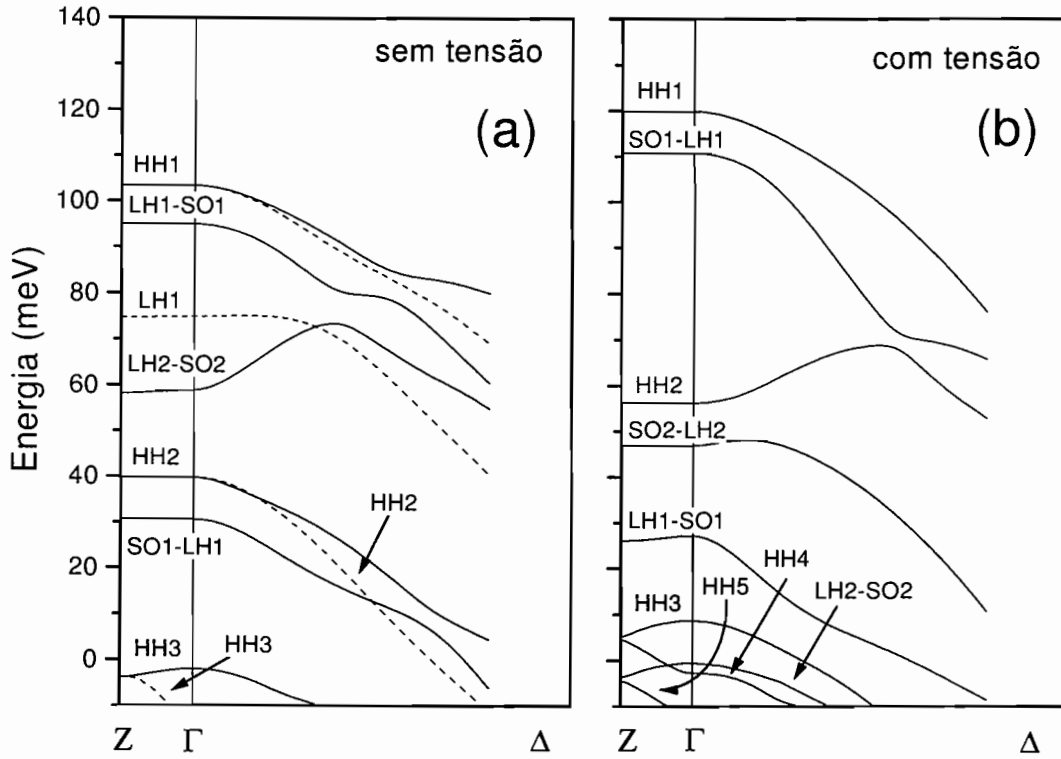 Energia (meV)
140
120
100
80
60
40
20
0
sem tensão
(a)
HH1
LH1-SO1
LH1
LH2-SO2
HH2
HH2
SO1-LH1
HH3
HH3
Z Γ Δ
com tensão
(b)
HH1
SO1-LH1
HH2
SO2-LH2
LH1-SO1
HH4
HH5
LH2-SO2
HH3
Z Γ Δ